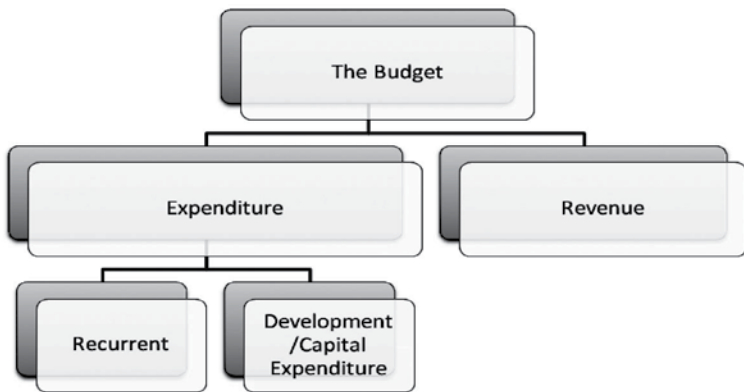 The Budget
Expenditure
Revenue
Recurrent
Development
/Capital
Expenditure